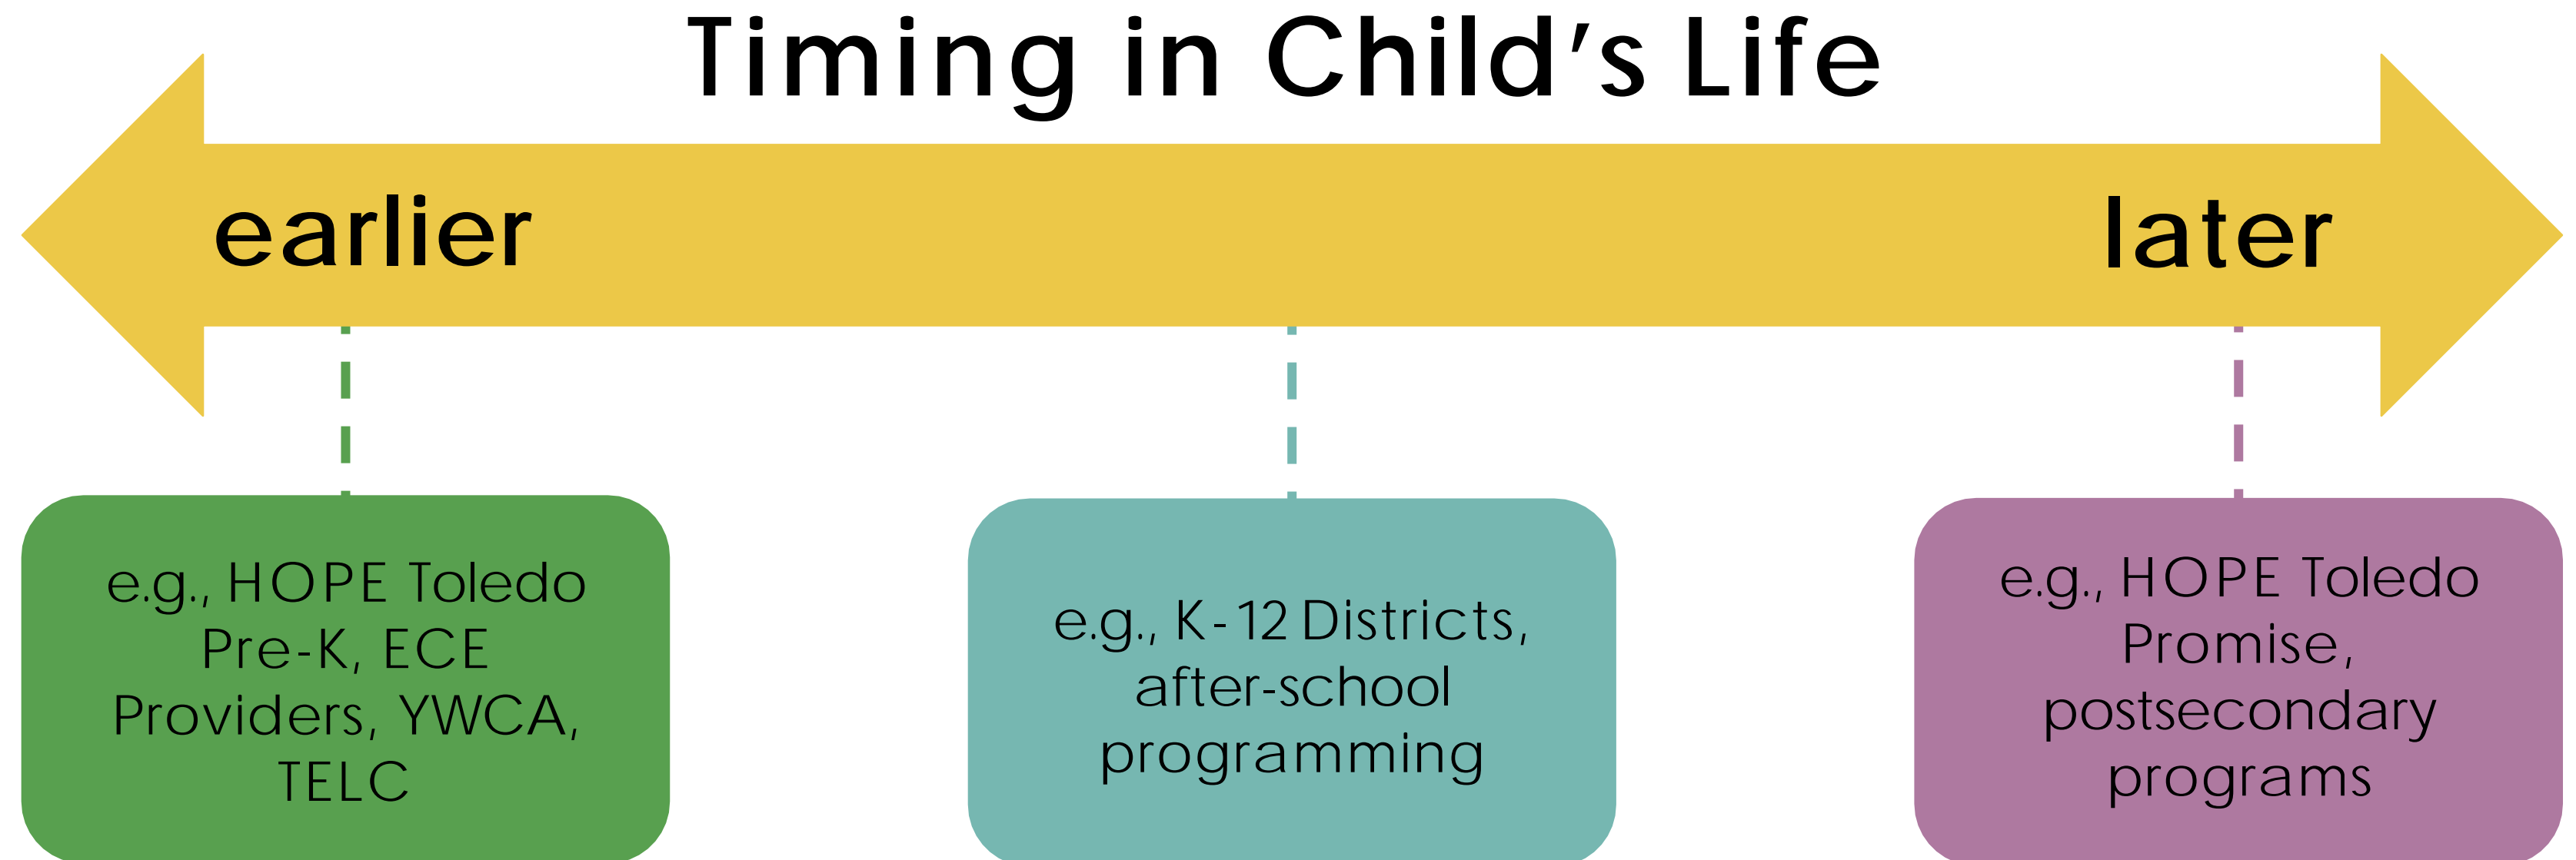 Timing in Child's Life
earlier
later
e.g., HOPE Toledo
Pre-K, ECE
Providers, YWCA,
TELC
e.g., K-12 Districts,
after-school
programming
e.g., HOPE Toledo
Promise,
postsecondary
programs